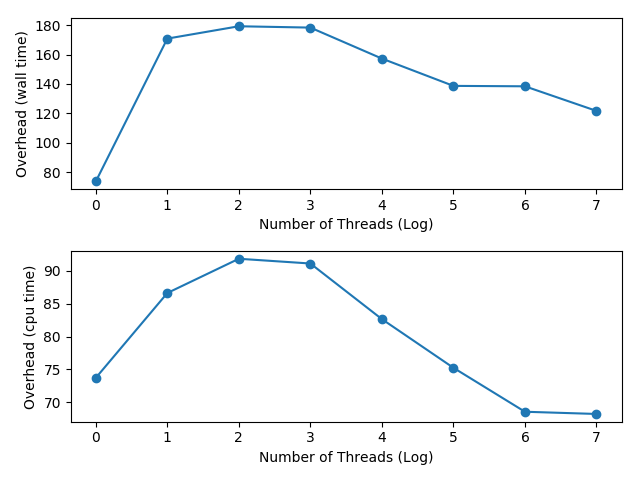 Overhead (wall time)
180
160
140
120
100
80
0 1 2 3 4 5 6 7
Number of Threads (Log)
Overhead (cpu time)
90
85
80
75
70
0 1 2 3 4 5 6 7
Number of Threads (Log)